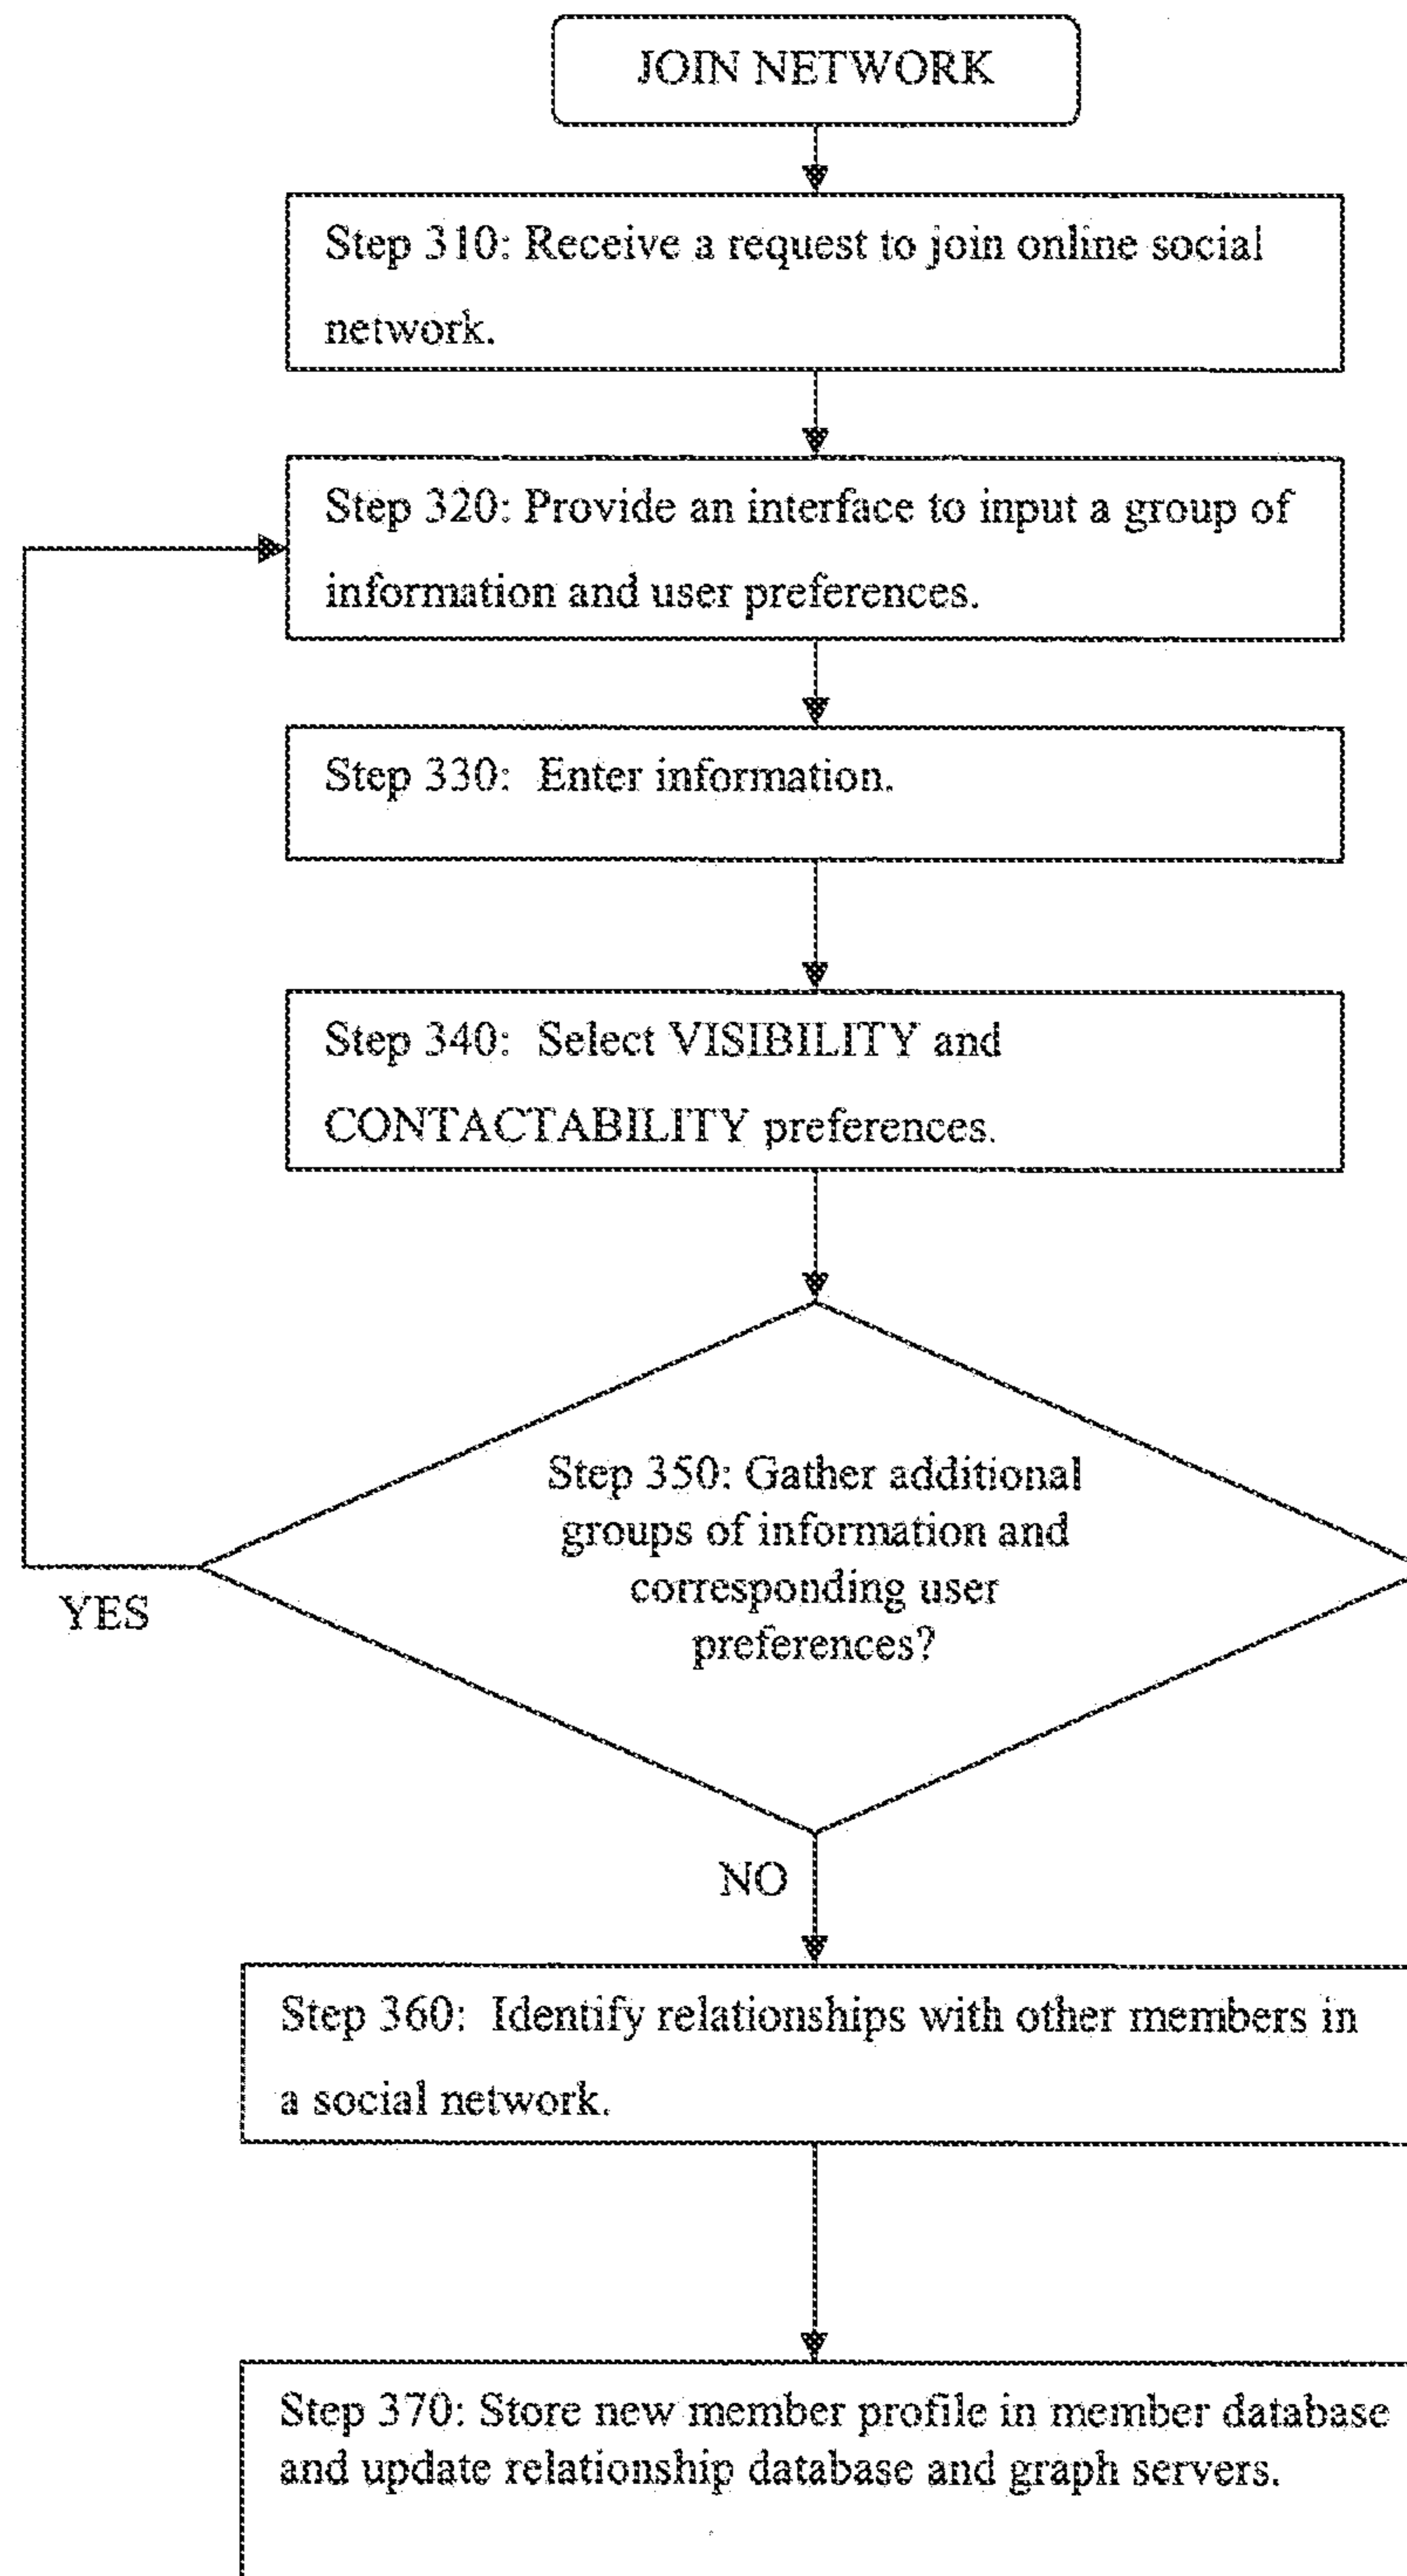 JOIN NETWORK
Step 310: Receive a request to join online social
network.
Step 320: Provide an interface to input a group of
information and user preferences.
Step 330: Enter information.
Step 340: Select VISIBILITY and
CONTACTABILITY preferences.
Step 350: Gather additional
groups of information and
corresponding user
preferences?
YES
NO
Step 360: Identify relationships with other members in
a social network.
Step 370: Store new member profile in member database
and update relationship database and graph servers.